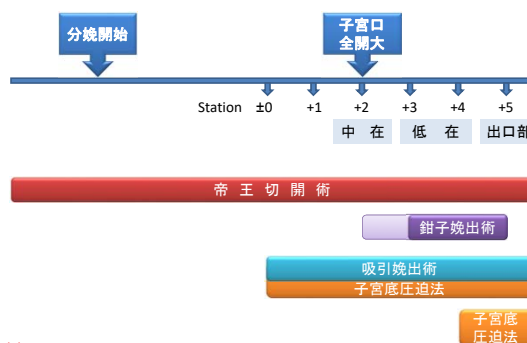 分娩開始
子宮口
全開大
Station ±0 +1 +2 +3 +4 +5
中 在 低 在 出口部
帝 王 切 開 術
鉗子娩出術
吸引娩出術
子宮底圧迫法
子宮底
圧迫法